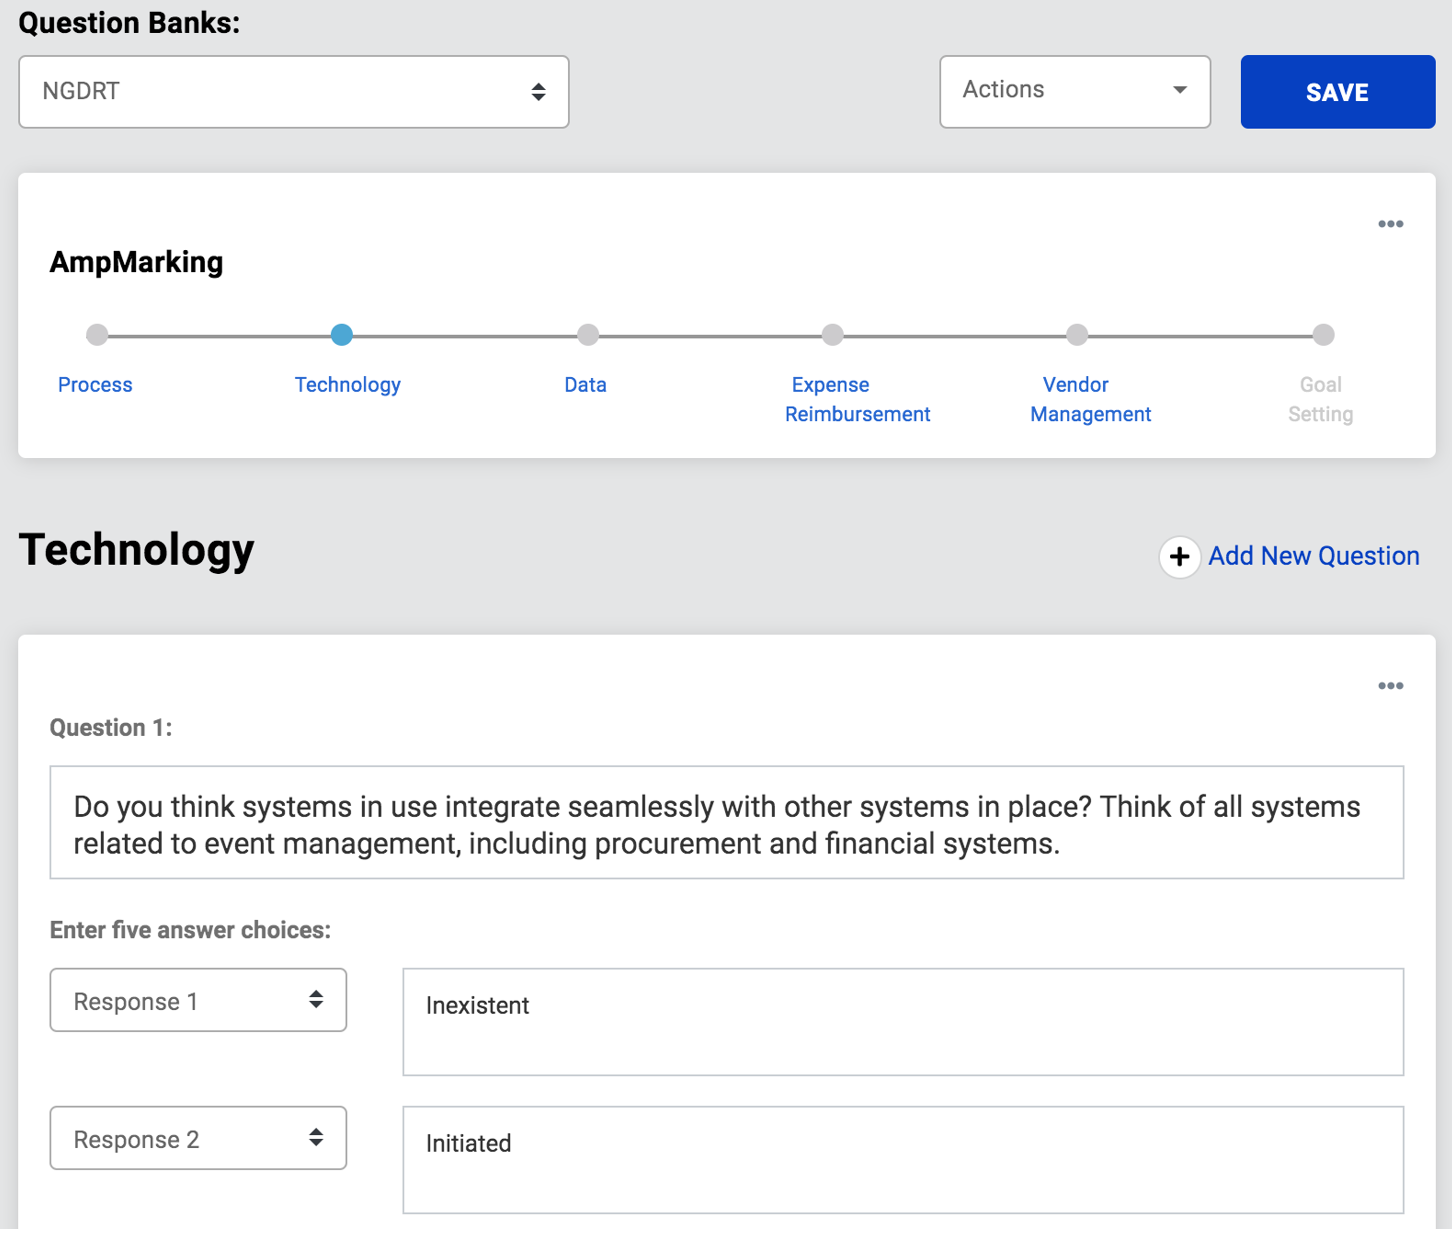 Question Banks:
NGDRT
Actions
SAVE
AmpMarking
Process
Technology
Data
Expense
Reimbursement
Vendor
Management
Goal
Setting
Technology
Add New Question
Question 1:
Do you think systems in use integrate seamlessly with other systems in place? Think of all systems
related to event management, including procurement and financial systems.
Enter five answer choices:
Response 1
Inexistent
Response 2
Initiated